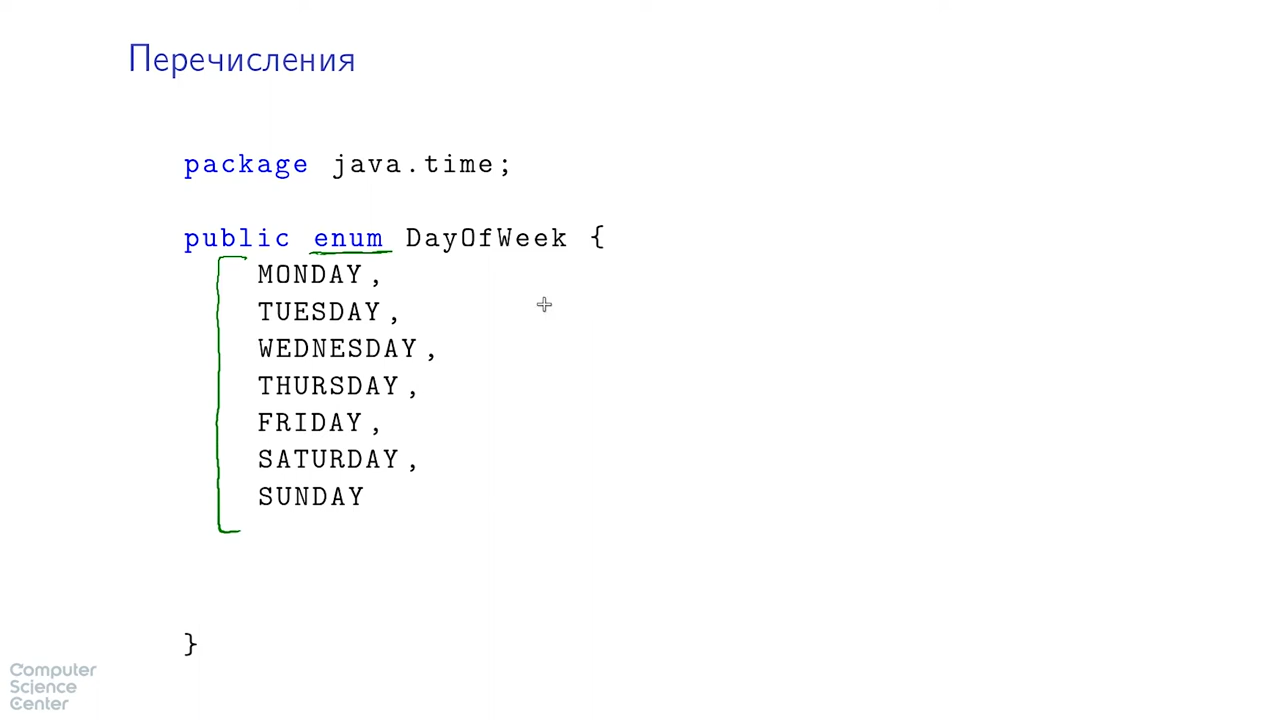 Перечисления
package java.time;
public enum DayOfWeek {
MONDAY,
TUESDAY,
WEDNESDAY,
THURSDAY,
FRIDAY,
SATURDAY,
SUNDAY
}
Computer
Science
Center